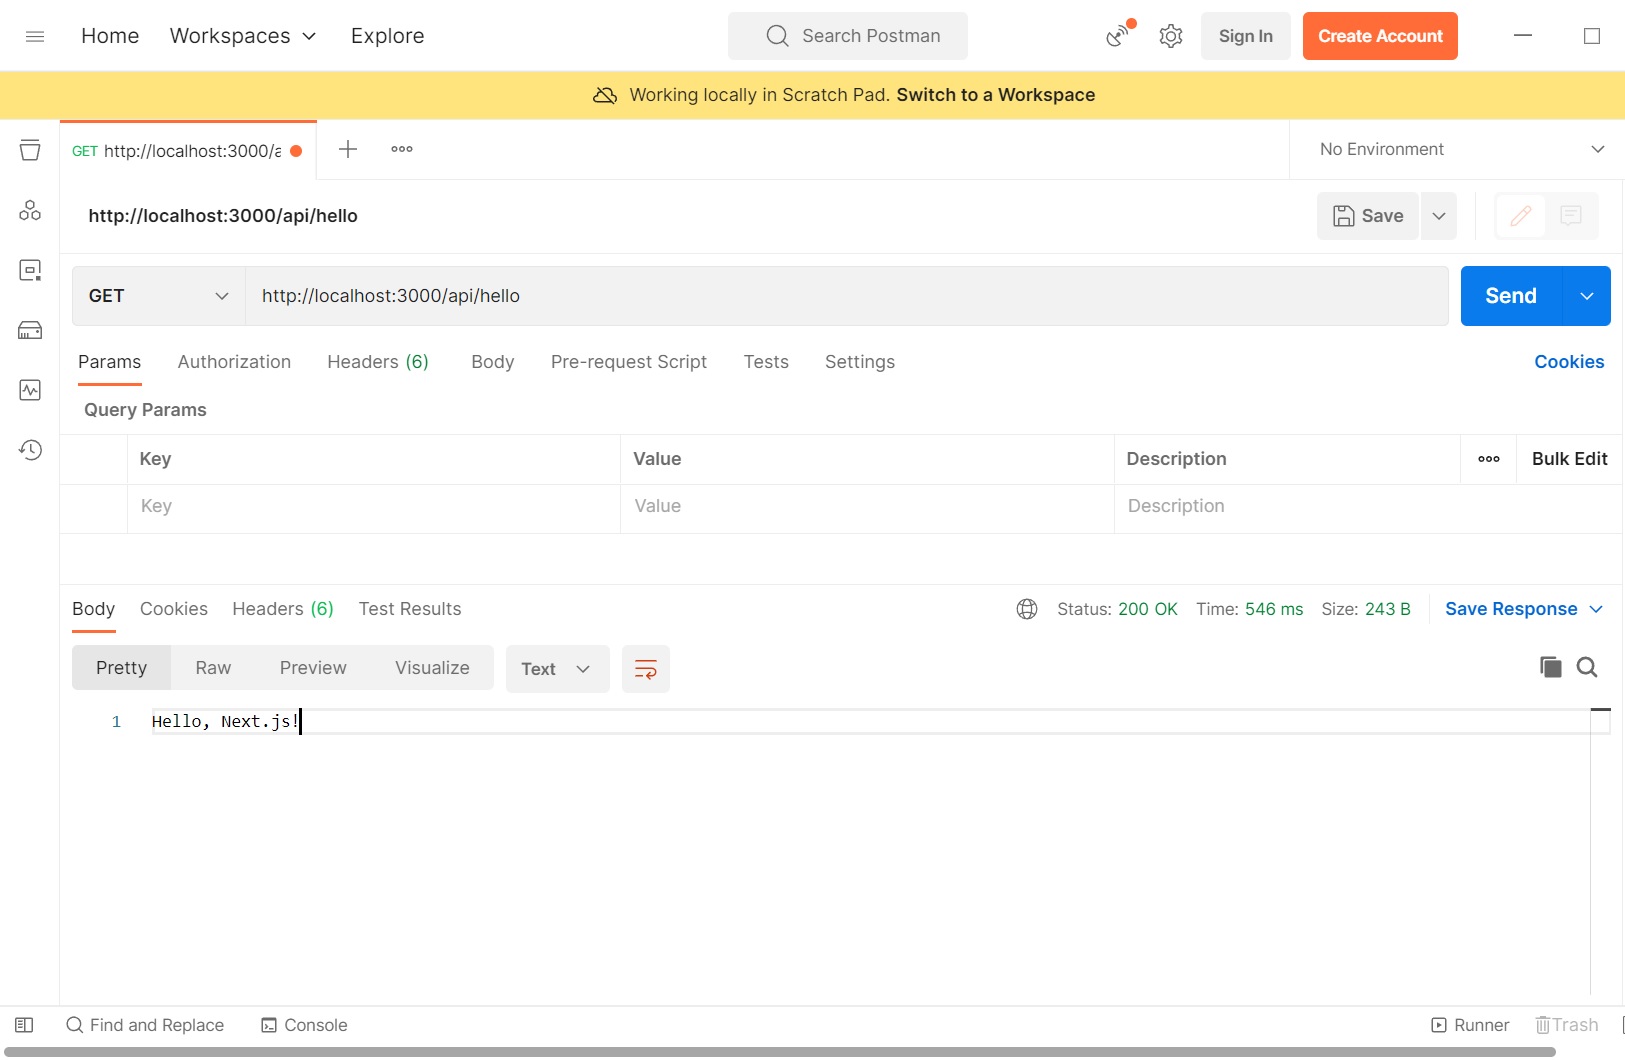 Home Workspaces Explore Search Postman Sign In Create Account
Working locally in Scratch Pad. Switch to a Workspace
GET http://localhost:3000/a No Environment
http://localhost:3000/api/hello Save
GET http://localhost:3000/api/hello Send
Params Authorization Headers (6) Body Pre-request Script Tests Settings Cookies
Query Params
Key Value Description Bulk Edit
Key Value Description
Body Cookies Headers (6) Test Results Status: 200 OK Time: 546 ms Size: 243 B Save Response
Pretty Raw Preview Visualize Text
1 Hello, Next.js!
Find and Replace Console Runner Trash